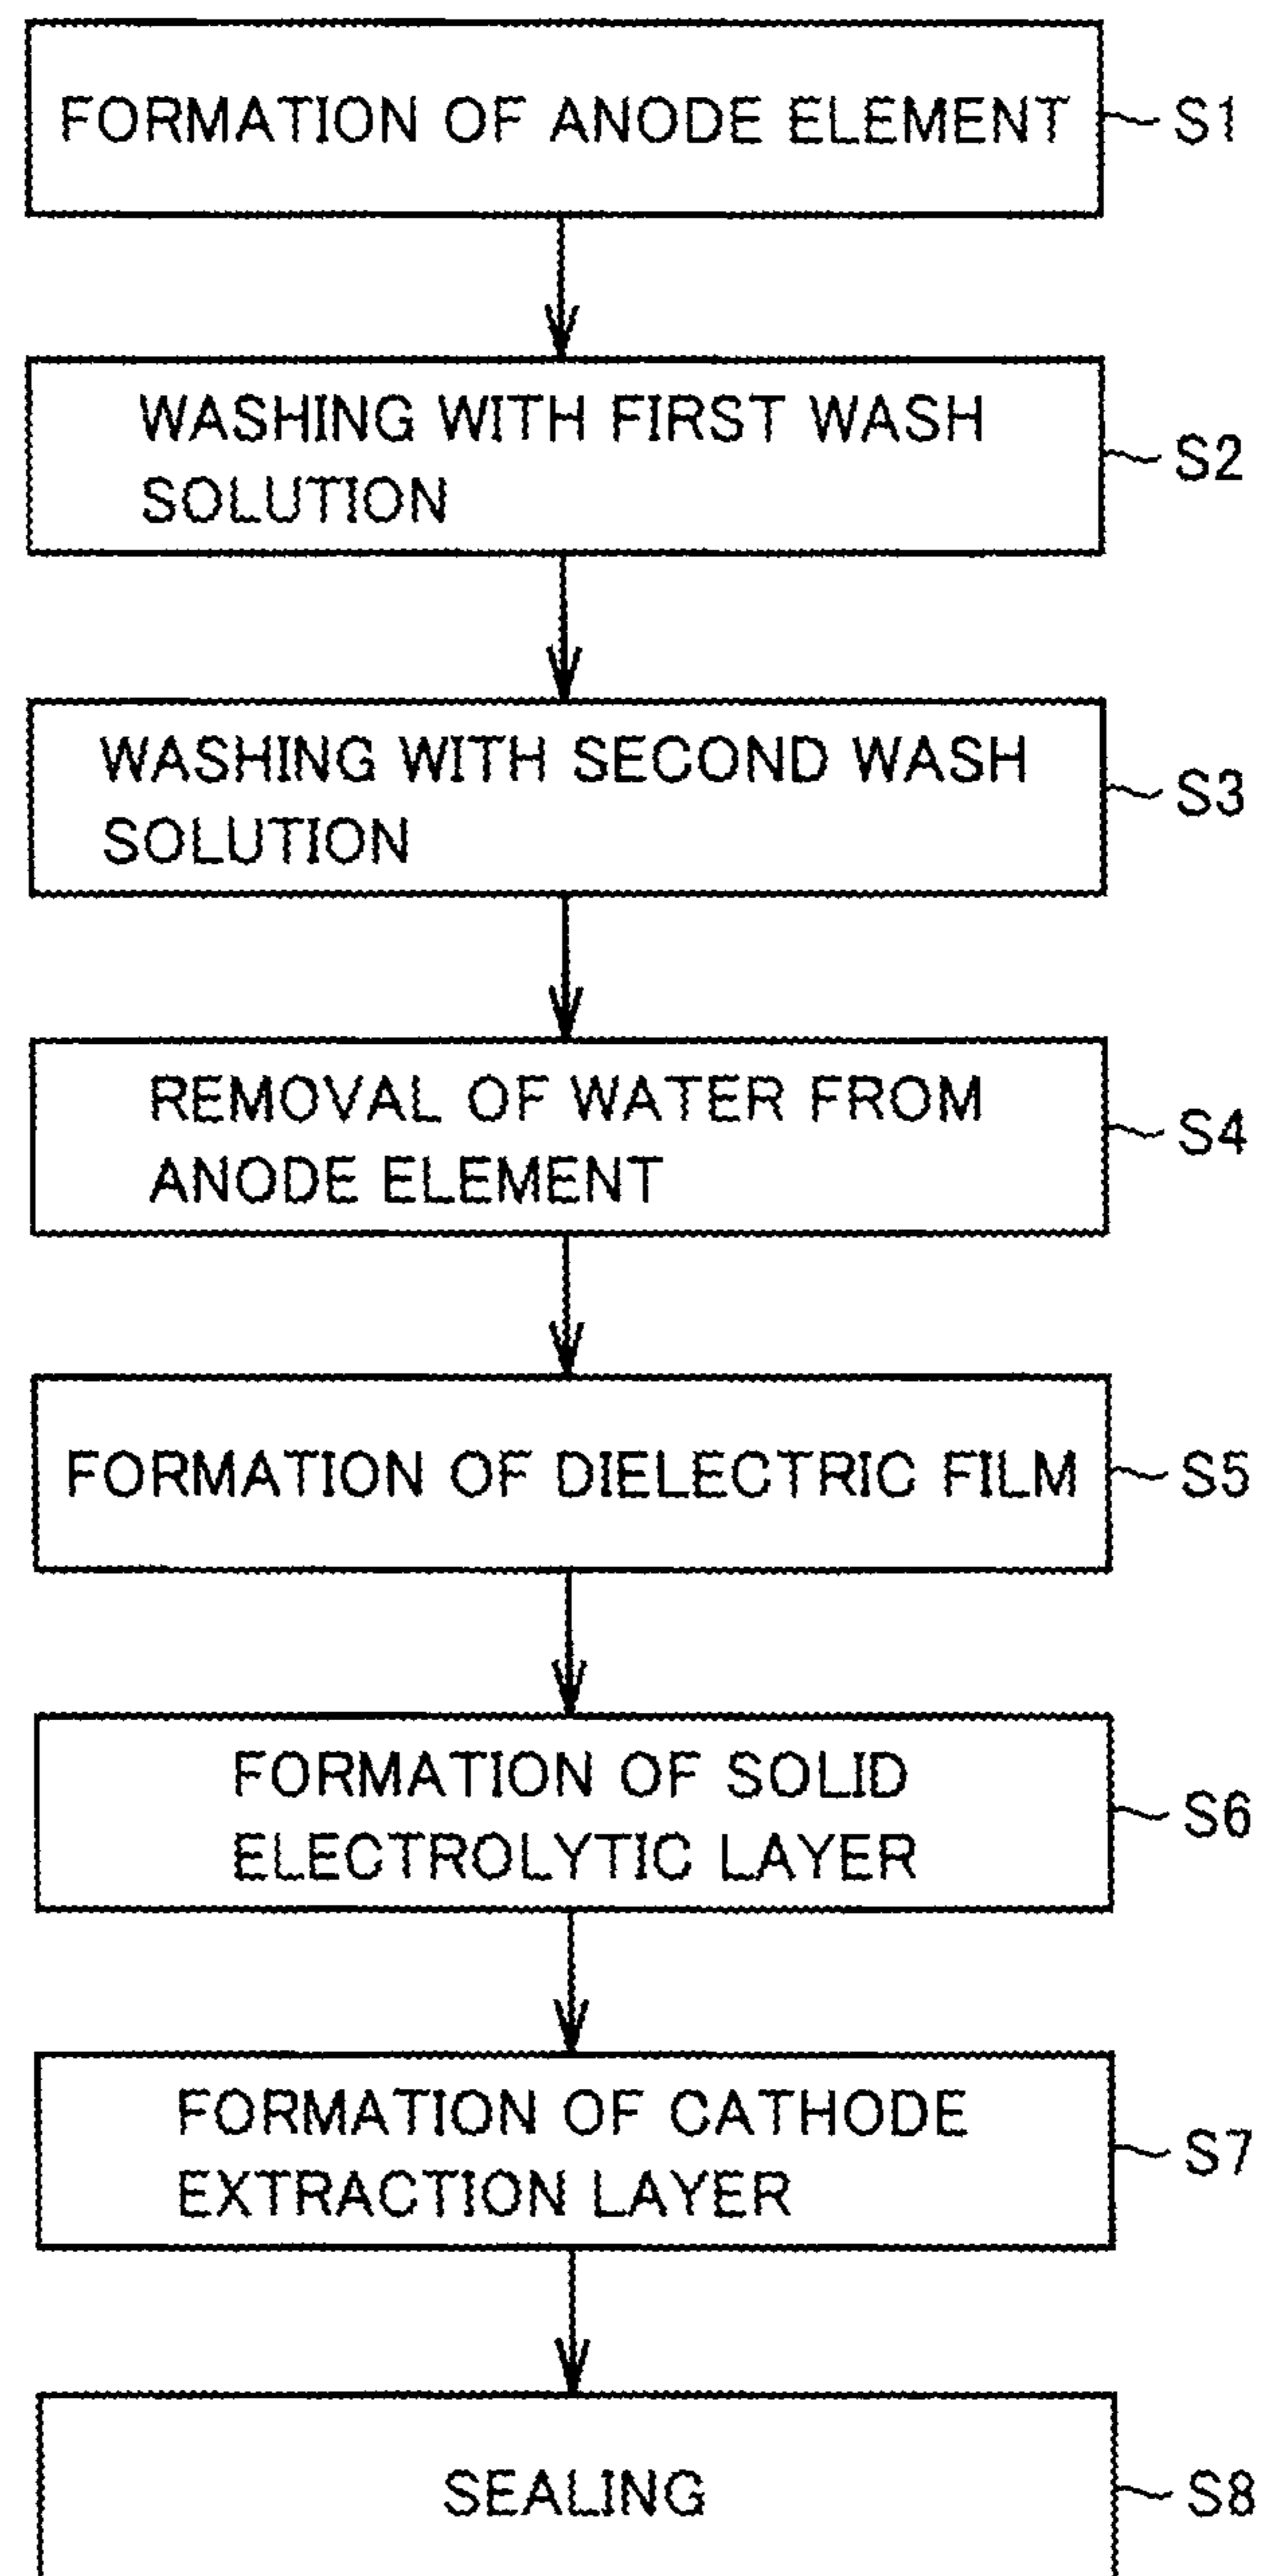 FORMATION OF ANODE ELEMENT
S1
WASHING WITH FIRST WASH
SOLUTION
S2
WASHING WITH SECOND WASH
SOLUTION
S3
REMOVAL OF WATER FROM
ANODE ELEMENT
S4
FORMATION OF DIELECTRIC FILM
S5
FORMATION OF SOLID
ELECTROLYTIC LAYER
S6
FORMATION OF CATHODE
EXTRACTION LAYER
S7
SEALING
S8